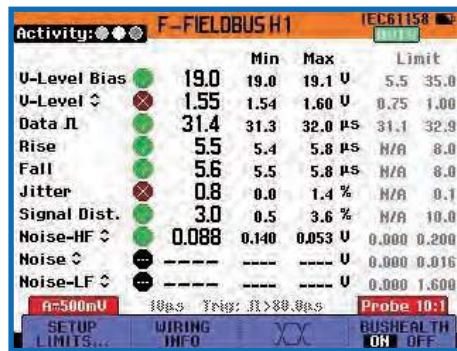 Activity: F-FIELDBUS H1 IEC61158
AUTO
Min Max Limit
V-Level Bias 19.0 19.0 19.1 V 5.5 35.0
V-Level 1.55 1.54 1.60 V 0.75 1.00
Data 31.4 31.3 32.0 µs 31.1 32.9
Rise 5.5 5.4 5.8 µs N/A 8.0
Fall 5.6 5.5 5.8 µs N/A 8.0
Jitter 0.8 0.0 1.4 % N/A 0.1
Signal Dist. 3.0 0.5 3.6 % N/A 10.0
Noise-HF 0.088 0.140 0.053 V 0.000 0.200
Noise ---- ---- ---- V 0.000 0.016
Noise-LF ---- ---- ---- V 0.000 1.600
A=500mV 10µs Trig: >80.0µs Probe 10:1
SETUP LIMITS... WIRING INFO BUSHEALTH ON OFF